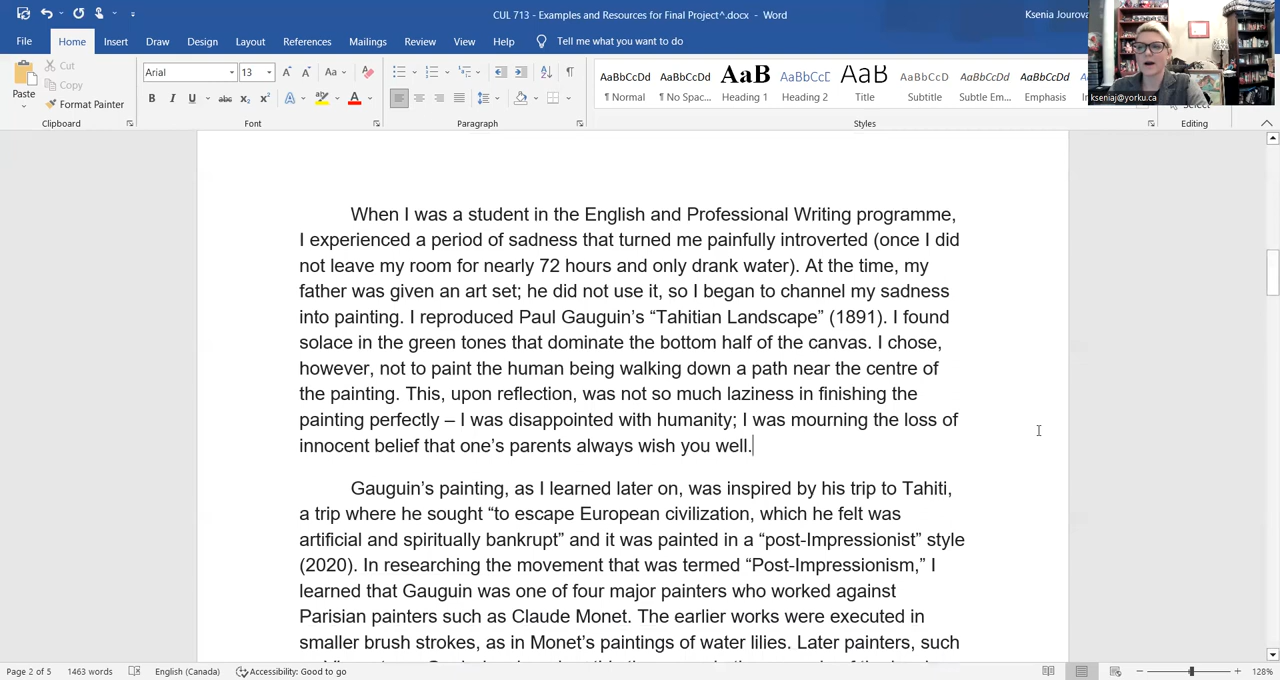 CUL 713 - Examples and Resources for Final Project^.docx - Word
Ksenia Jourova
File Home Insert Draw Design Layout References Mailings Review View Help Tell me what you want to do
Paste
Cut
Copy
Format Painter
Clipboard
Arial 13
Font
Paragraph
AaBbCcDd AaBbCcDd AaB AaBbCcD AaB AaBbCcDd AaBbCcDd AaBbCcDd
¶ Normal ¶ No Spac... Heading 1 Heading 2 Title Subtitle Subtle Em... Emphasis
Styles
Select
Editing
kseniaj@yorku.ca
When I was a student in the English and Professional Writing programme,
I experienced a period of sadness that turned me painfully introverted (once I did
not leave my room for nearly 72 hours and only drank water). At the time, my
father was given an art set; he did not use it, so I began to channel my sadness
into painting. I reproduced Paul Gauguin’s “Tahitian Landscape” (1891). I found
solace in the green tones that dominate the bottom half of the canvas. I chose,
however, not to paint the human being walking down a path near the centre of
the painting. This, upon reflection, was not so much laziness in finishing the
painting perfectly – I was disappointed with humanity; I was mourning the loss of
innocent belief that one’s parents always wish you well.
Gauguin’s painting, as I learned later on, was inspired by his trip to Tahiti,
a trip where he sought “to escape European civilization, which he felt was
artificial and spiritually bankrupt” and it was painted in a “post-Impressionist” style
(2020). In researching the movement that was termed “Post-Impressionism,” I
learned that Gauguin was one of four major painters who worked against
Parisian painters such as Claude Monet. The earlier works were executed in
smaller brush strokes, as in Monet’s paintings of water lilies. Later painters, such
Page 2 of 5 1463 words English (Canada) Accessibility: Good to go 128%